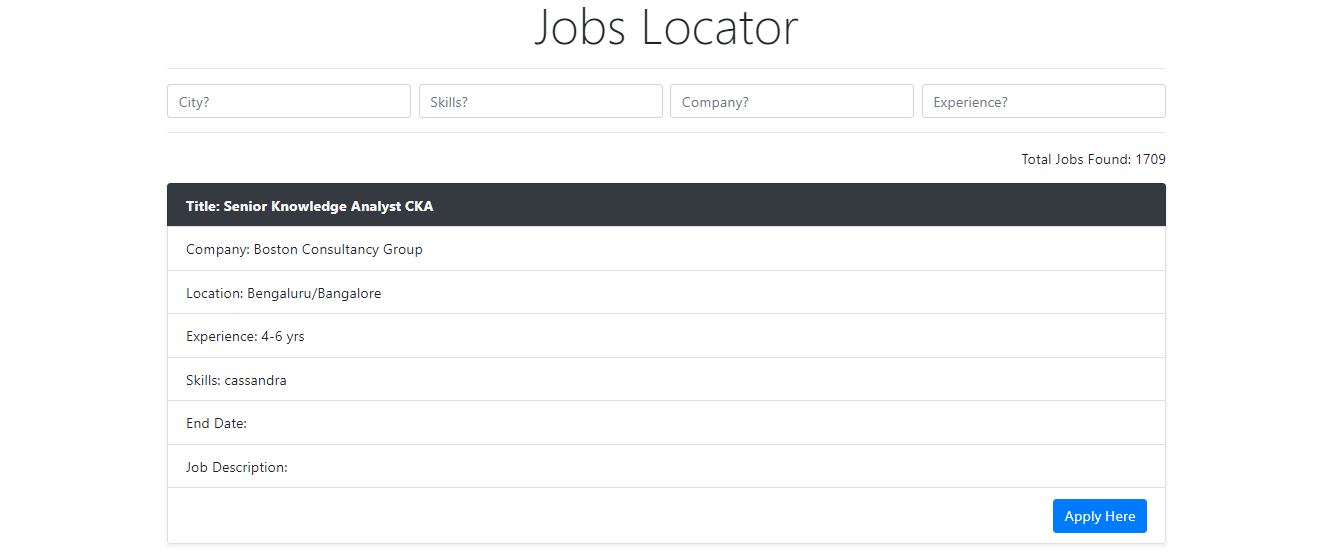 Jobs Locator
City? Skills? Company? Experience?
Total Jobs Found: 1709
Title: Senior Knowledge Analyst CKA
Company: Boston Consultancy Group
Location: Bengaluru/Bangalore
Experience: 4-6 yrs
Skills: cassandra
End Date:
Job Description:
Apply Here